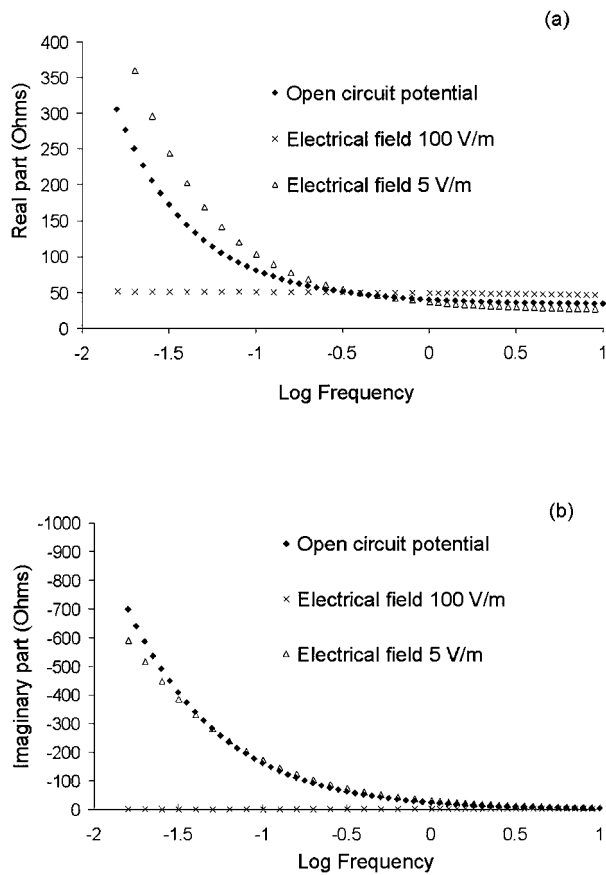 (a)
400
350
300
250
200
150
100
50
0
Real part (Ohms)
Open circuit potential
Electrical field 100 V/m
Electrical field 5 V/m
-2 -1.5 -1 -0.5 0 0.5 1
Log Frequency
(b)
-1000
-900
-800
-700
-600
-500
-400
-300
-200
-100
0
Imaginary part (Ohms)
Open circuit potential
Electrical field 100 V/m
Electrical field 5 V/m
-2 -1.5 -1 -0.5 0 0.5 1
Log Frequency